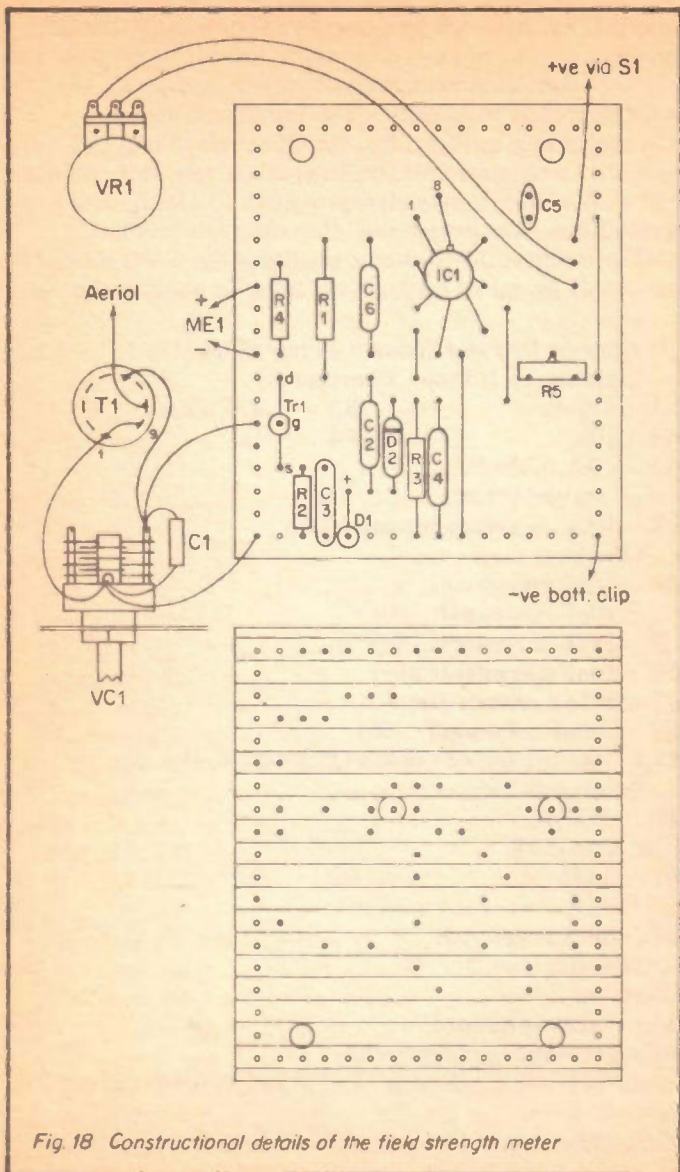 +ve via S1
VR1
8
1
C5
IC1
Aerial
+
ME1
−
R4
R1
C6
R5
T1
1
9
d
Tr1
g
s
C2
D2
R3
C4
R2
C3
+
D1
C1
−ve batt. clip
VC1
Fig. 18 Constructional details of the field strength meter